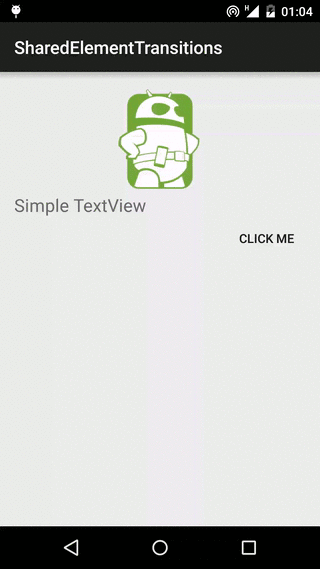 H 01:04
SharedElementTransitions
Simple TextView
CLICK ME